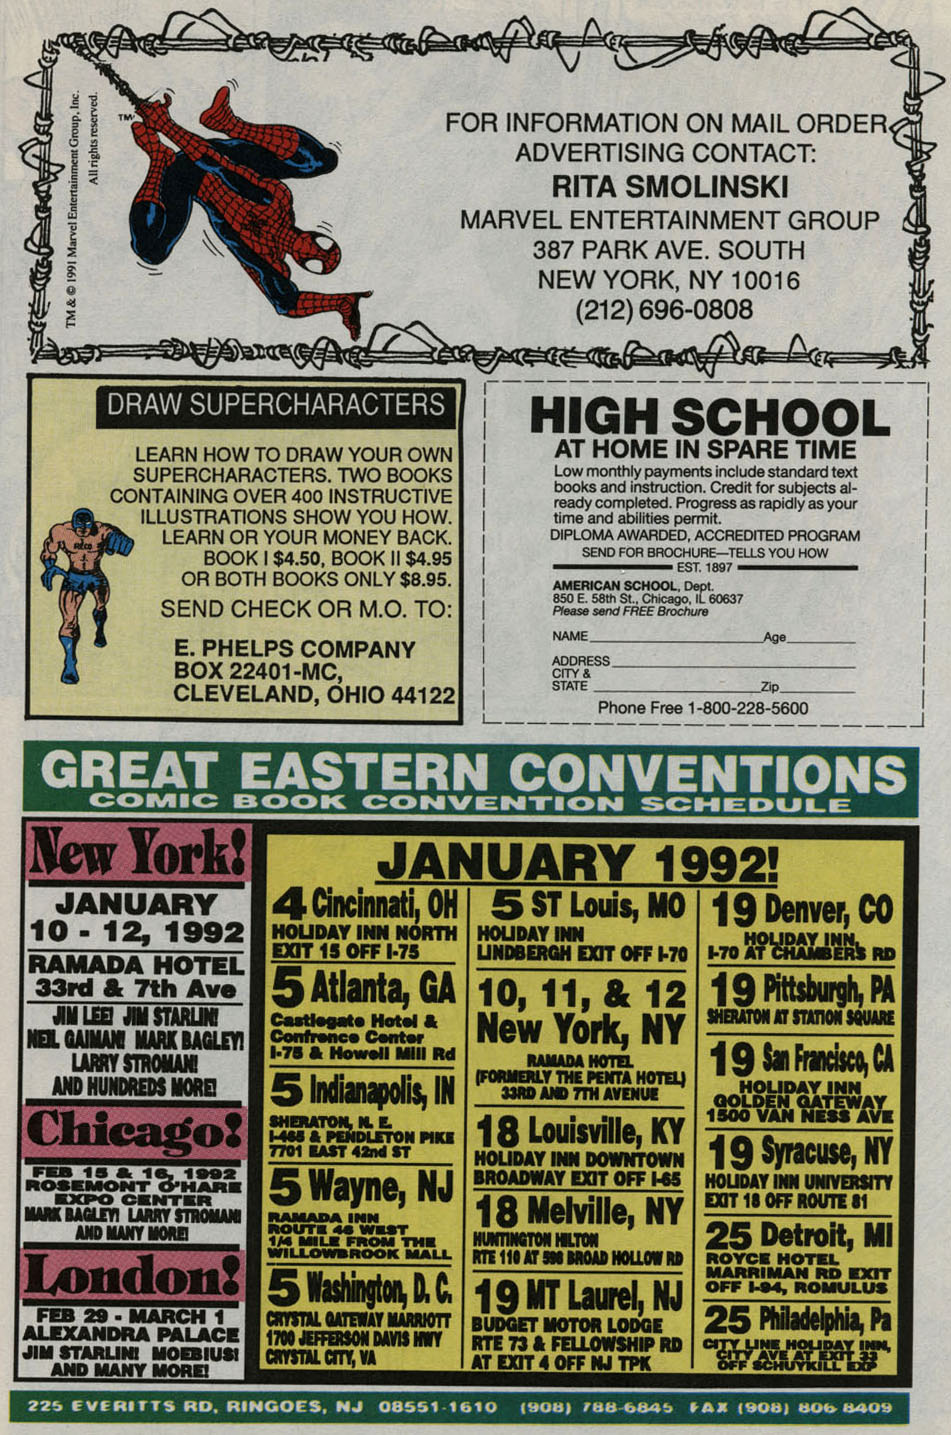 TM & © 1991 Marvel Entertainment Group, Inc.
All rights reserved.
TM
FOR INFORMATION ON MAIL ORDER
ADVERTISING CONTACT:
RITA SMOLINSKI
MARVEL ENTERTAINMENT GROUP
387 PARK AVE. SOUTH
NEW YORK, NY 10016
(212) 696-0808
DRAW SUPERCHARACTERS
LEARN HOW TO DRAW YOUR OWN
SUPERCHARACTERS. TWO BOOKS
CONTAINING OVER 400 INSTRUCTIVE
ILLUSTRATIONS SHOW YOU HOW.
LEARN OR YOUR MONEY BACK.
BOOK I $4.50, BOOK II $4.95
OR BOTH BOOKS ONLY $8.95.
SEND CHECK OR M.O. TO:
E. PHELPS COMPANY
BOX 22401-MC,
CLEVELAND, OHIO 44122
HIGH SCHOOL
AT HOME IN SPARE TIME
Low monthly payments include standard text
books and instruction. Credit for subjects al-
ready completed. Progress as rapidly as your
time and abilities permit.
DIPLOMA AWARDED, ACCREDITED PROGRAM
SEND FOR BROCHURE—TELLS YOU HOW
EST. 1897
AMERICAN SCHOOL, Dept.
850 E. 58th St., Chicago, IL 60637
Please send FREE Brochure
NAME Age
ADDRESS
CITY &
STATE Zip
Phone Free 1-800-228-5600
GREAT EASTERN CONVENTIONS
COMIC BOOK CONVENTION SCHEDULE
New York!
JANUARY
10 - 12, 1992
RAMADA HOTEL
33rd & 7th Ave
JIM LEE! JIM STARLIN!
NEIL GAIMAN! MARK BAGLEY!
LARRY STROMAN!
AND HUNDREDS MORE!
Chicago!
FEB 15 & 16, 1992
ROSEMONT O'HARE
EXPO CENTER
MARK BAGLEY! LARRY STROMAN!
AND MANY MORE!
London!
FEB 29 - MARCH 1
ALEXANDRA PALACE
JIM STARLIN! MOEBIUS!
AND MANY MORE!
JANUARY 1992!
4 Cincinnati, OH
HOLIDAY INN NORTH
EXIT 15 OFF I-75
5 Atlanta, GA
Castlegate Hotel &
Confrence Center
I-75 & Howell Mill Rd
5 Indianapolis, IN
SHERATON, N. E.
I-465 & PENDLETON PIKE
7701 EAST 42nd ST
5 Wayne, NJ
RAMADA INN
ROUTE 46 WEST
1/4 MILE FROM THE
WILLOWBROOK MALL
5 Washington, D. C.
CRYSTAL GATEWAY MARRIOTT
1700 JEFFERSON DAVIS HWY
CRYSTAL CITY, VA
5 ST Louis, MO
HOLIDAY INN
LINDBERGH EXIT OFF I-70
10, 11, & 12
New York, NY
RAMADA HOTEL
(FORMERLY THE PENTA HOTEL)
33RD AND 7TH AVENUE
18 Louisville, KY
HOLIDAY INN DOWNTOWN
BROADWAY EXIT OFF I-65
18 Melville, NY
HUNTINGTON HILTON
RTE 110 AT 598 BROAD HOLLOW RD
19 MT Laurel, NJ
BUDGET MOTOR LODGE
RTE 73 & FELLOWSHIP RD
AT EXIT 4 OFF NJ TPK
19 Denver, CO
HOLIDAY INN,
I-70 AT CHAMBERS RD
19 Pittsburgh, PA
SHERATON AT STATION SQUARE
19 San Francisco, CA
HOLIDAY INN
GOLDEN GATEWAY
1500 VAN NESS AVE
19 Syracuse, NY
HOLIDAY INN UNIVERSITY
EXIT 18 OFF ROUTE 81
25 Detroit, MI
ROYCE HOTEL
MARRIMAN RD EXIT
OFF I-94, ROMULUS
25 Philadelphia, Pa
CITY LINE HOLIDAY INN,
CITY AVE AT EXIT 33
OFF SCHUYKILL EXP
225 EVERITTS RD, RINGOES, NJ 08551-1610 (908) 788-6845 FAX (908) 806-8409